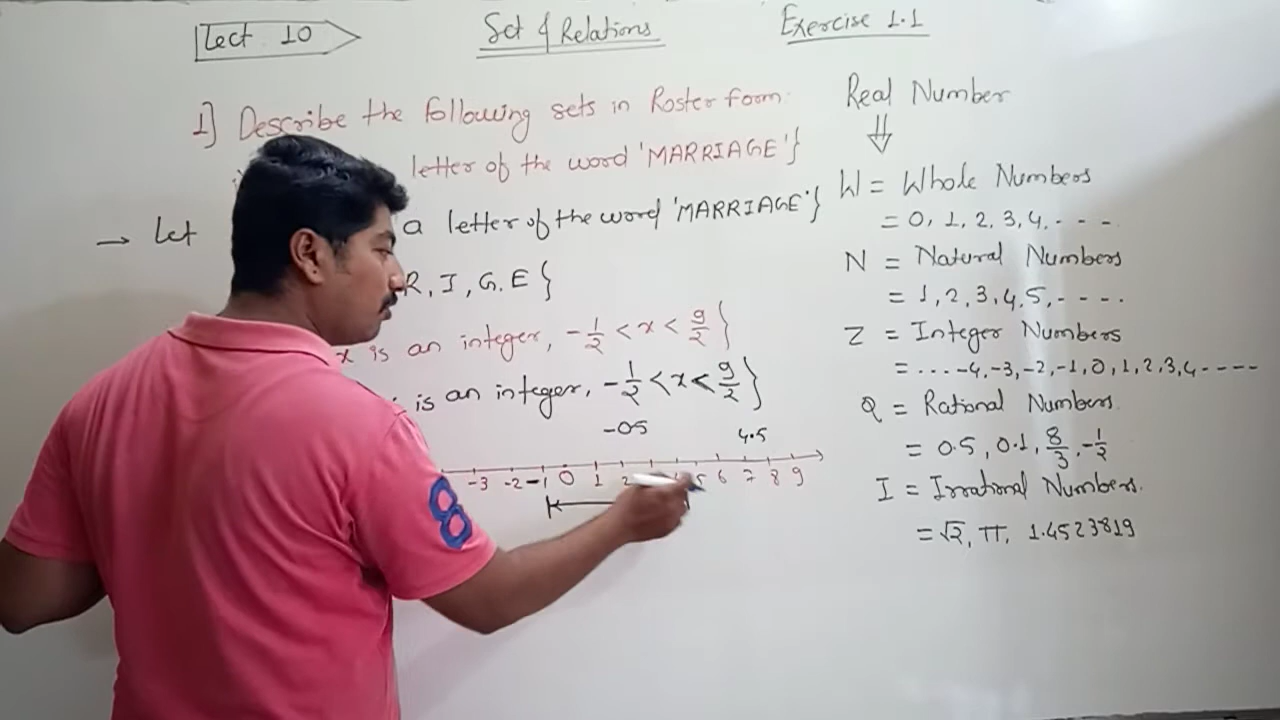 Lect 10
Set & Relations
Exercise 1.1
1] Describe the following sets in Roster form.
letter of the word 'MARRIAGE'}
→ Let a letter of the word 'MARRIAGE'}
R, I, G, E }
x is an integer, -1/2 < x < 9/2 }
is an integer, -1/2 < x < 9/2 }
-05 4.5
-3 -2 -1 0 1 2 5 6 7 8 9
8
Real Number
⇓
W = Whole Numbers
= 0, 1, 2, 3, 4, - - -
N = Natural Numbers
= 1, 2, 3, 4, 5, - - - -
Z = Integer Numbers
= ... -4, -3, -2, -1, 0, 1, 2, 3, 4 - - - -
Q = Rational Numbers.
= 0.5, 0.1, 8/3, -1/2
I = Irrational Numbers.
= √2, π, 1.4523819